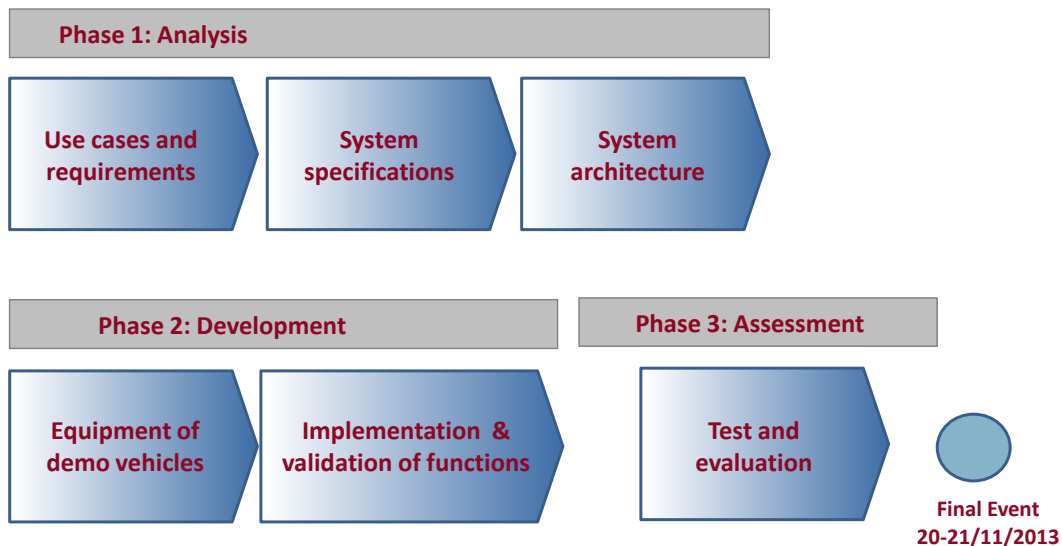 Phase 1: Analysis
Use cases and
requirements
System
specifications
System
architecture
Phase 2: Development
Phase 3: Assessment
Equipment of
demo vehicles
Implementation &
validation of functions
Test and
evaluation
Final Event
20-21/11/2013